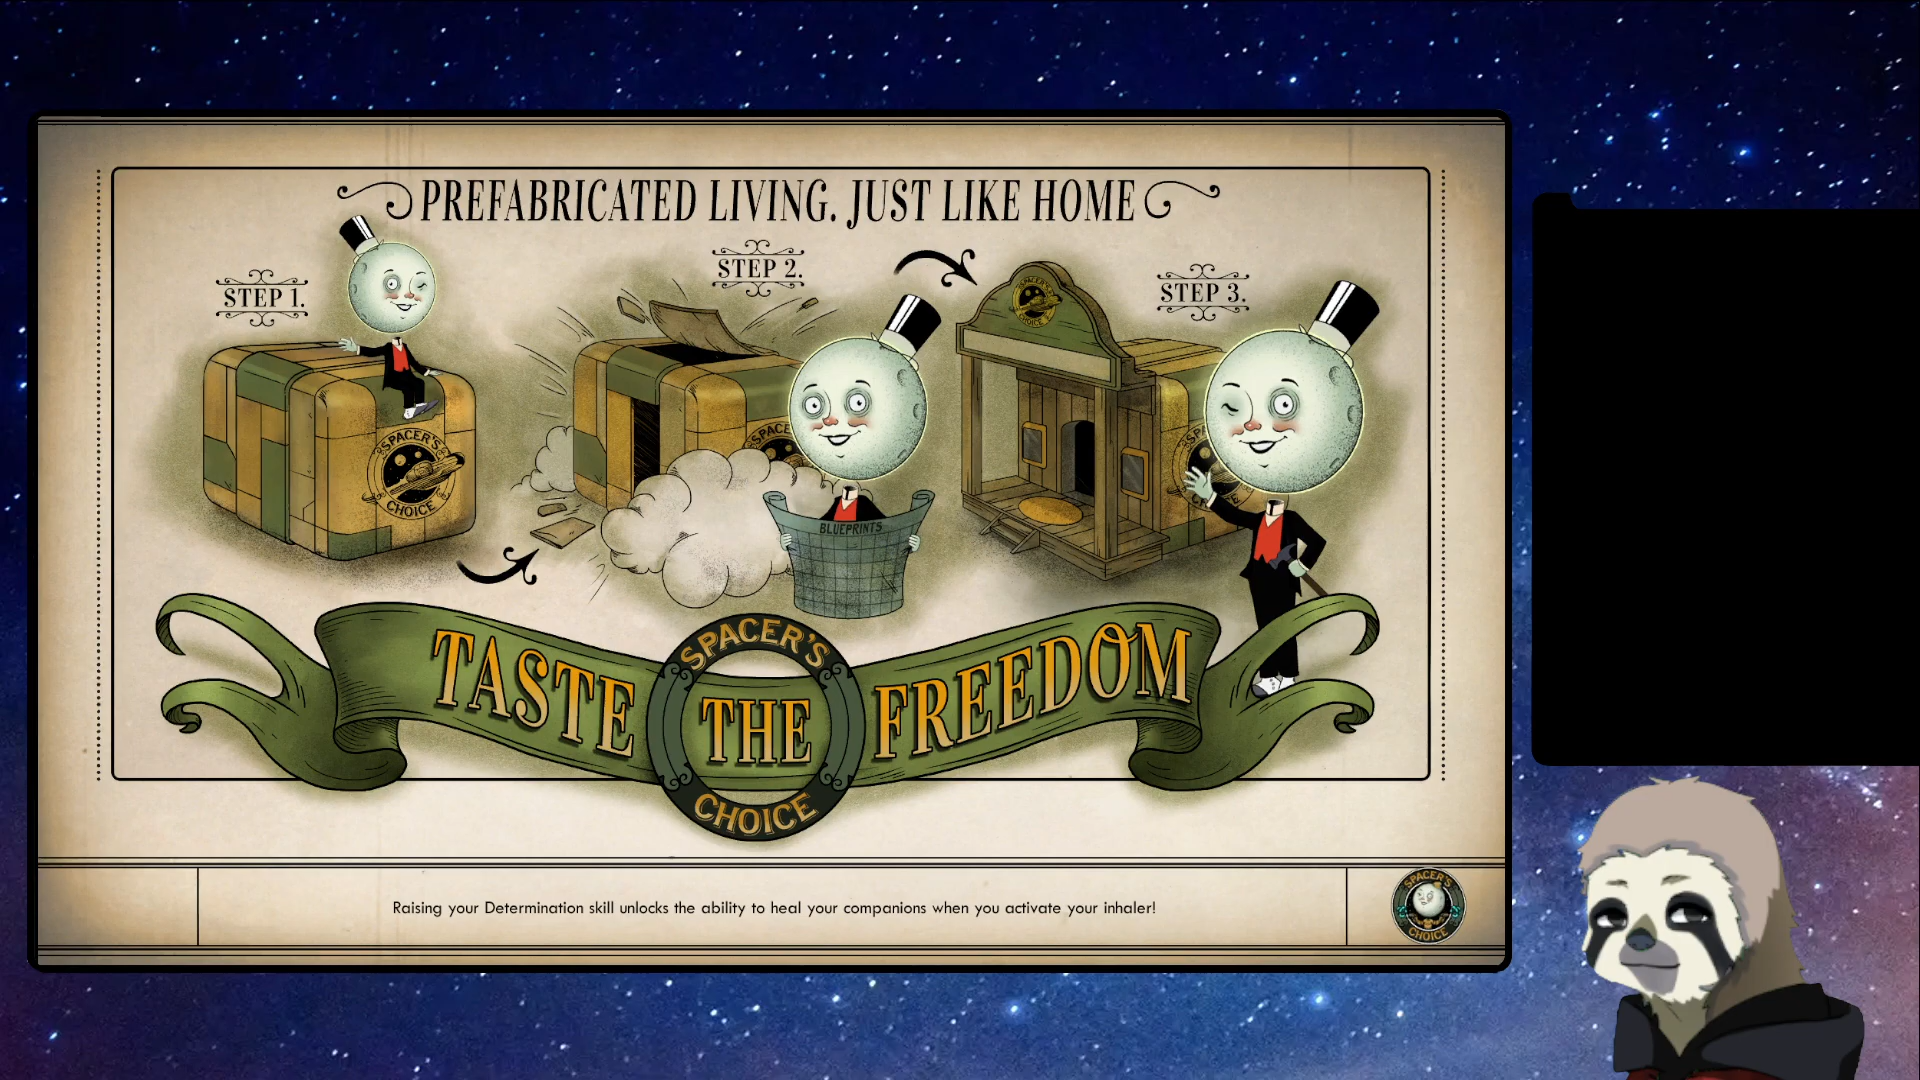 PREFABRICATED LIVING. JUST LIKE HOME
STEP 1.
STEP 2.
STEP 3.
SPACER'S
CHOICE
SPACE
BLUEPRINTS
SPACER'S
TASTE THE FREEDOM
CHOICE
Raising your Determination skill unlocks the ability to heal your companions when you activate your inhaler!
SPACER'S
CHOICE